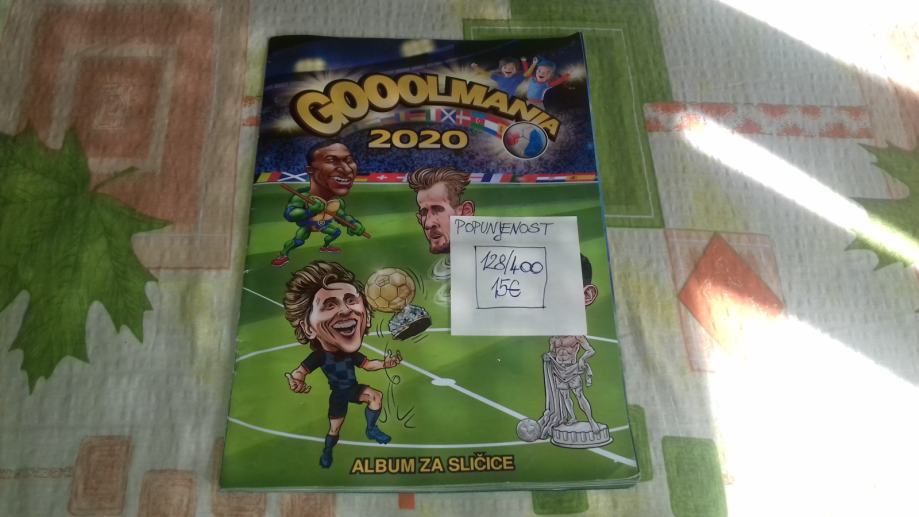 GOOOLMANIA
2020
POPUNJENOST
128/400
15€
ALBUM ZA SLIČICE